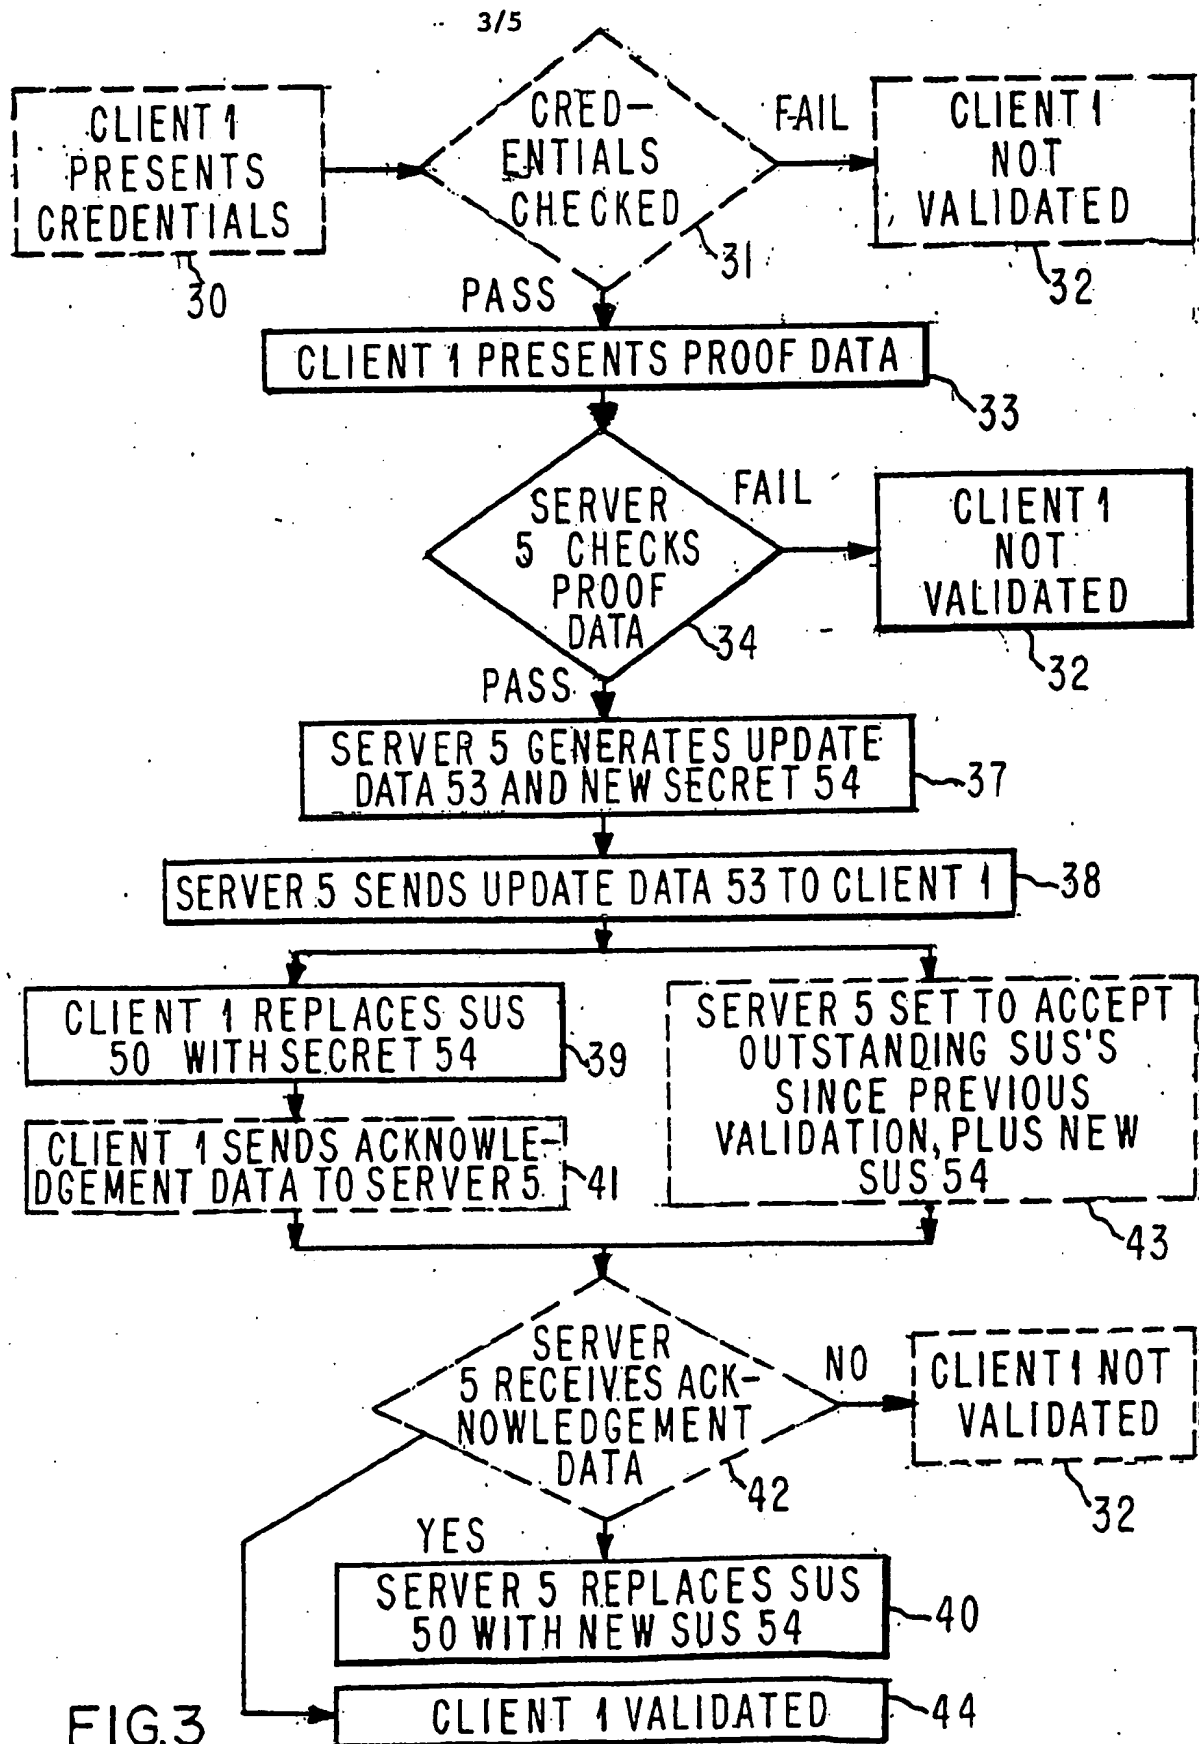 3/5
CLIENT 1
PRESENTS
CREDENTIALS
30
CRED-
ENTIALS
CHECKED
31
FAIL
CLIENT 1
NOT
VALIDATED
32
PASS
CLIENT 1 PRESENTS PROOF DATA
33
SERVER
5 CHECKS
PROOF
DATA
34
FAIL
CLIENT 1
NOT
VALIDATED
32
PASS
SERVER 5 GENERATES UPDATE
DATA 53 AND NEW SECRET 54
37
SERVER 5 SENDS UPDATE DATA 53 TO CLIENT 1
38
CLIENT 1 REPLACES SUS
50 WITH SECRET 54
39
CLIENT 1 SENDS ACKNOWLE-
DGEMENT DATA TO SERVER 5
41
SERVER 5 SET TO ACCEPT
OUTSTANDING SUS'S
SINCE PREVIOUS
VALIDATION, PLUS NEW
SUS 54
43
SERVER
5 RECEIVES ACK-
NOWLEDGEMENT
DATA
42
NO
CLIENT 1 NOT
VALIDATED
32
YES
SERVER 5 REPLACES SUS
50 WITH NEW SUS 54
40
CLIENT 1 VALIDATED
44
FIG.3